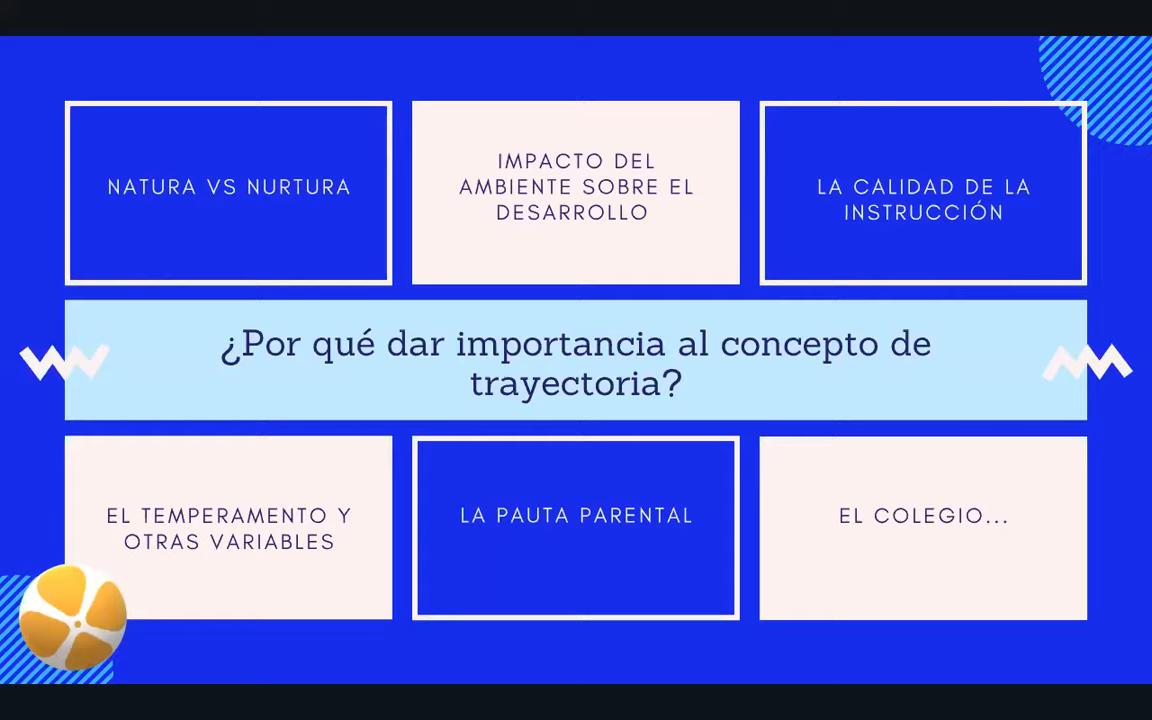 NATURA VS NURTURA
IMPACTO DEL
AMBIENTE SOBRE EL
DESARROLLO
LA CALIDAD DE LA
INSTRUCCIÓN
¿Por qué dar importancia al concepto de
trayectoria?
EL TEMPERAMENTO Y
OTRAS VARIABLES
LA PAUTA PARENTAL
EL COLEGIO...